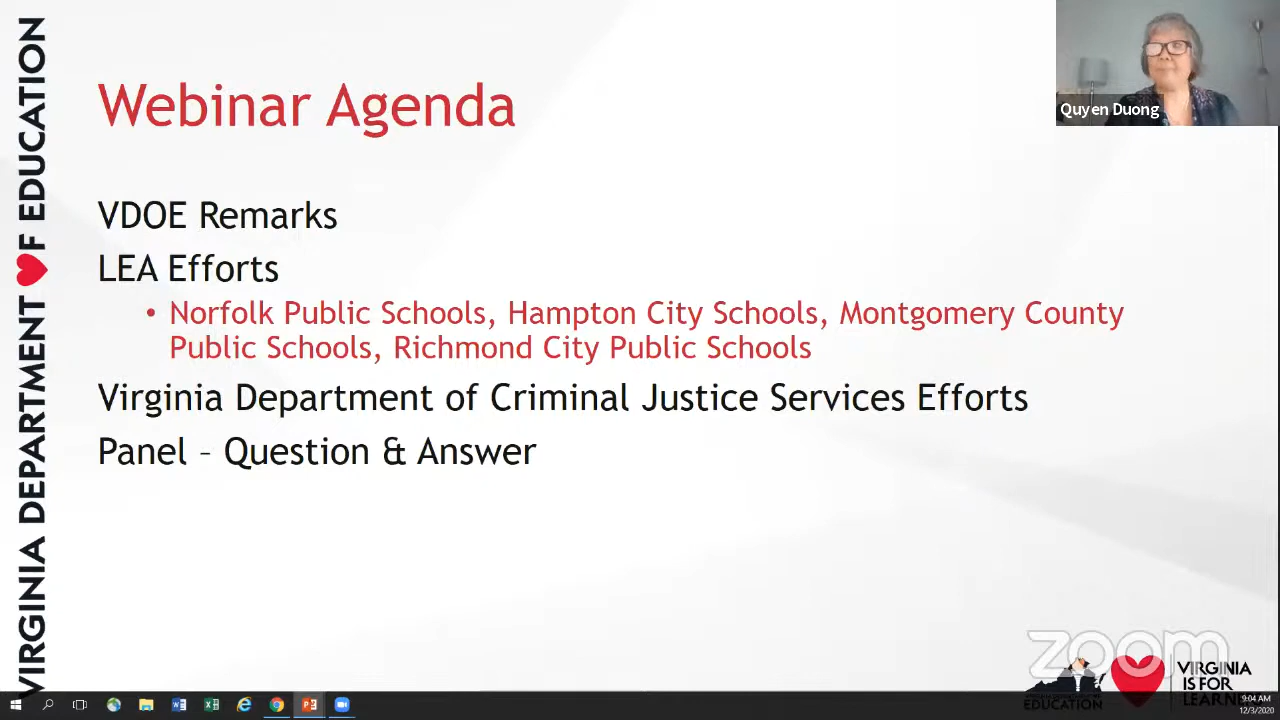 VIRGINIA DEPARTMENT OF EDUCATION
Webinar Agenda
Quyen Duong
VDOE Remarks
LEA Efforts
• Norfolk Public Schools, Hampton City Schools, Montgomery County
Public Schools, Richmond City Public Schools
Virginia Department of Criminal Justice Services Efforts
Panel – Question & Answer
zoom
EDUCATION
VIRGINIA
IS FOR
9:04 AM
12/3/2020